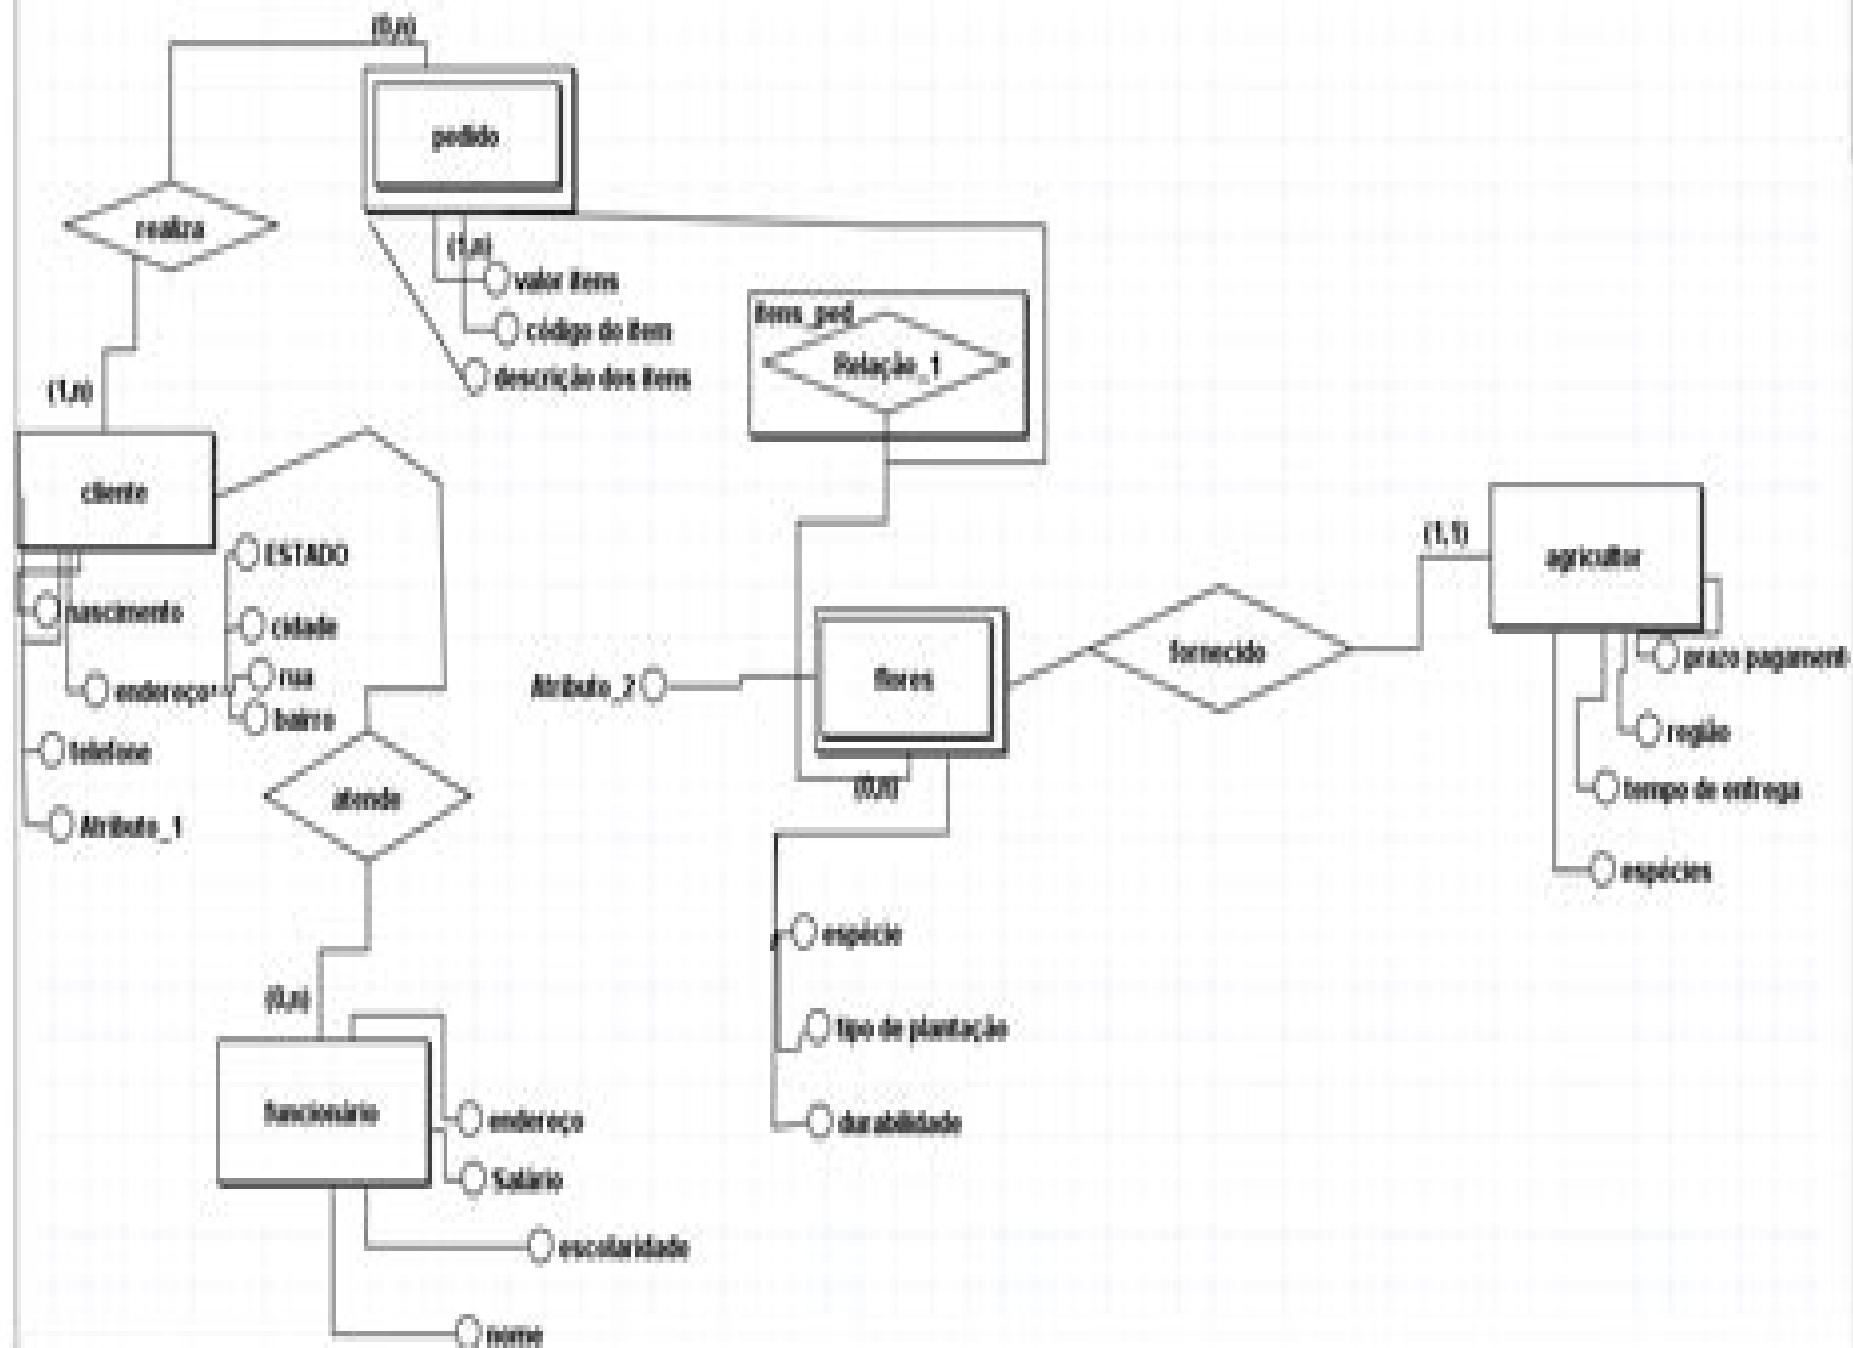 (0,n)
pedido
realiza
(1,n)
valor itens
código do item
descrição dos itens
itens_ped
Relação_1
(1,n)
cliente
ESTADO
nascimento
cidade
endereço
rua
bairro
telefone
Atributo_1
atende
Atributo_2
flores
(0,n)
fornecido
(1,1)
agricultor
prazo pagament
região
tempo de entrega
espécies
espécie
tipo de plantação
durabilidade
(0,n)
funcionário
endereço
Salário
escolaridade
nome